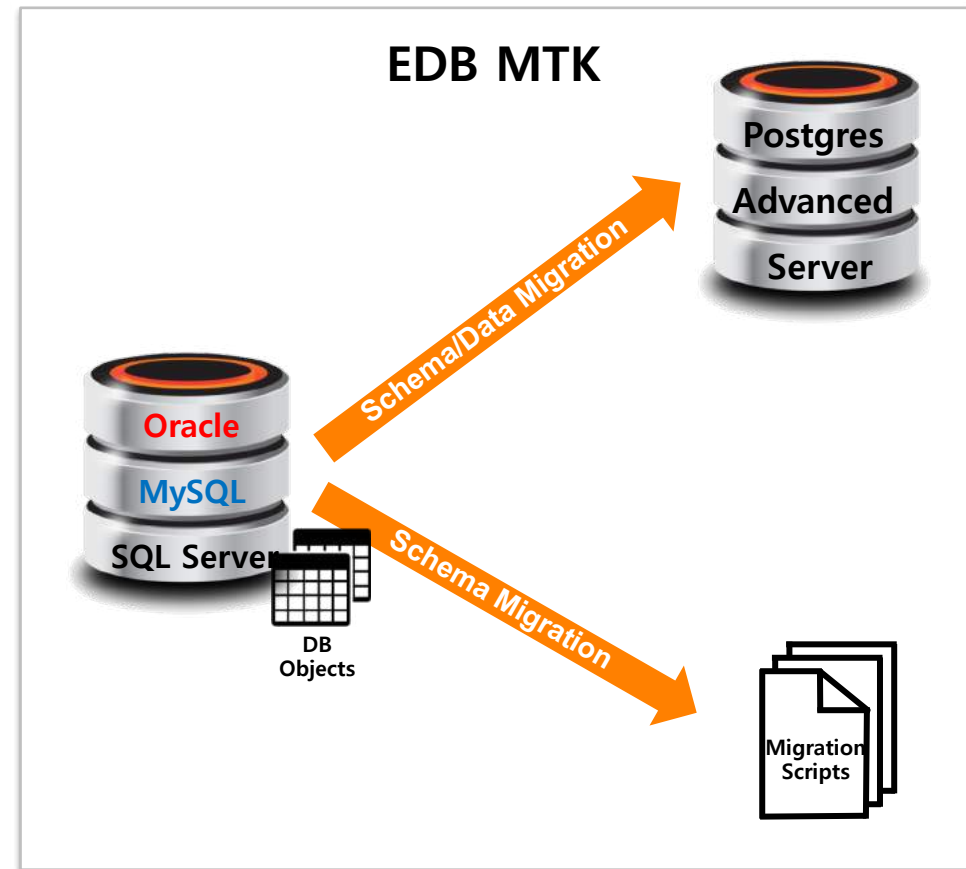 EDB MTK
Postgres
Advanced
Server
Schema/Data Migration
Oracle
MySQL
SQL Server
DB
Objects
Schema Migration
Migration
Scripts